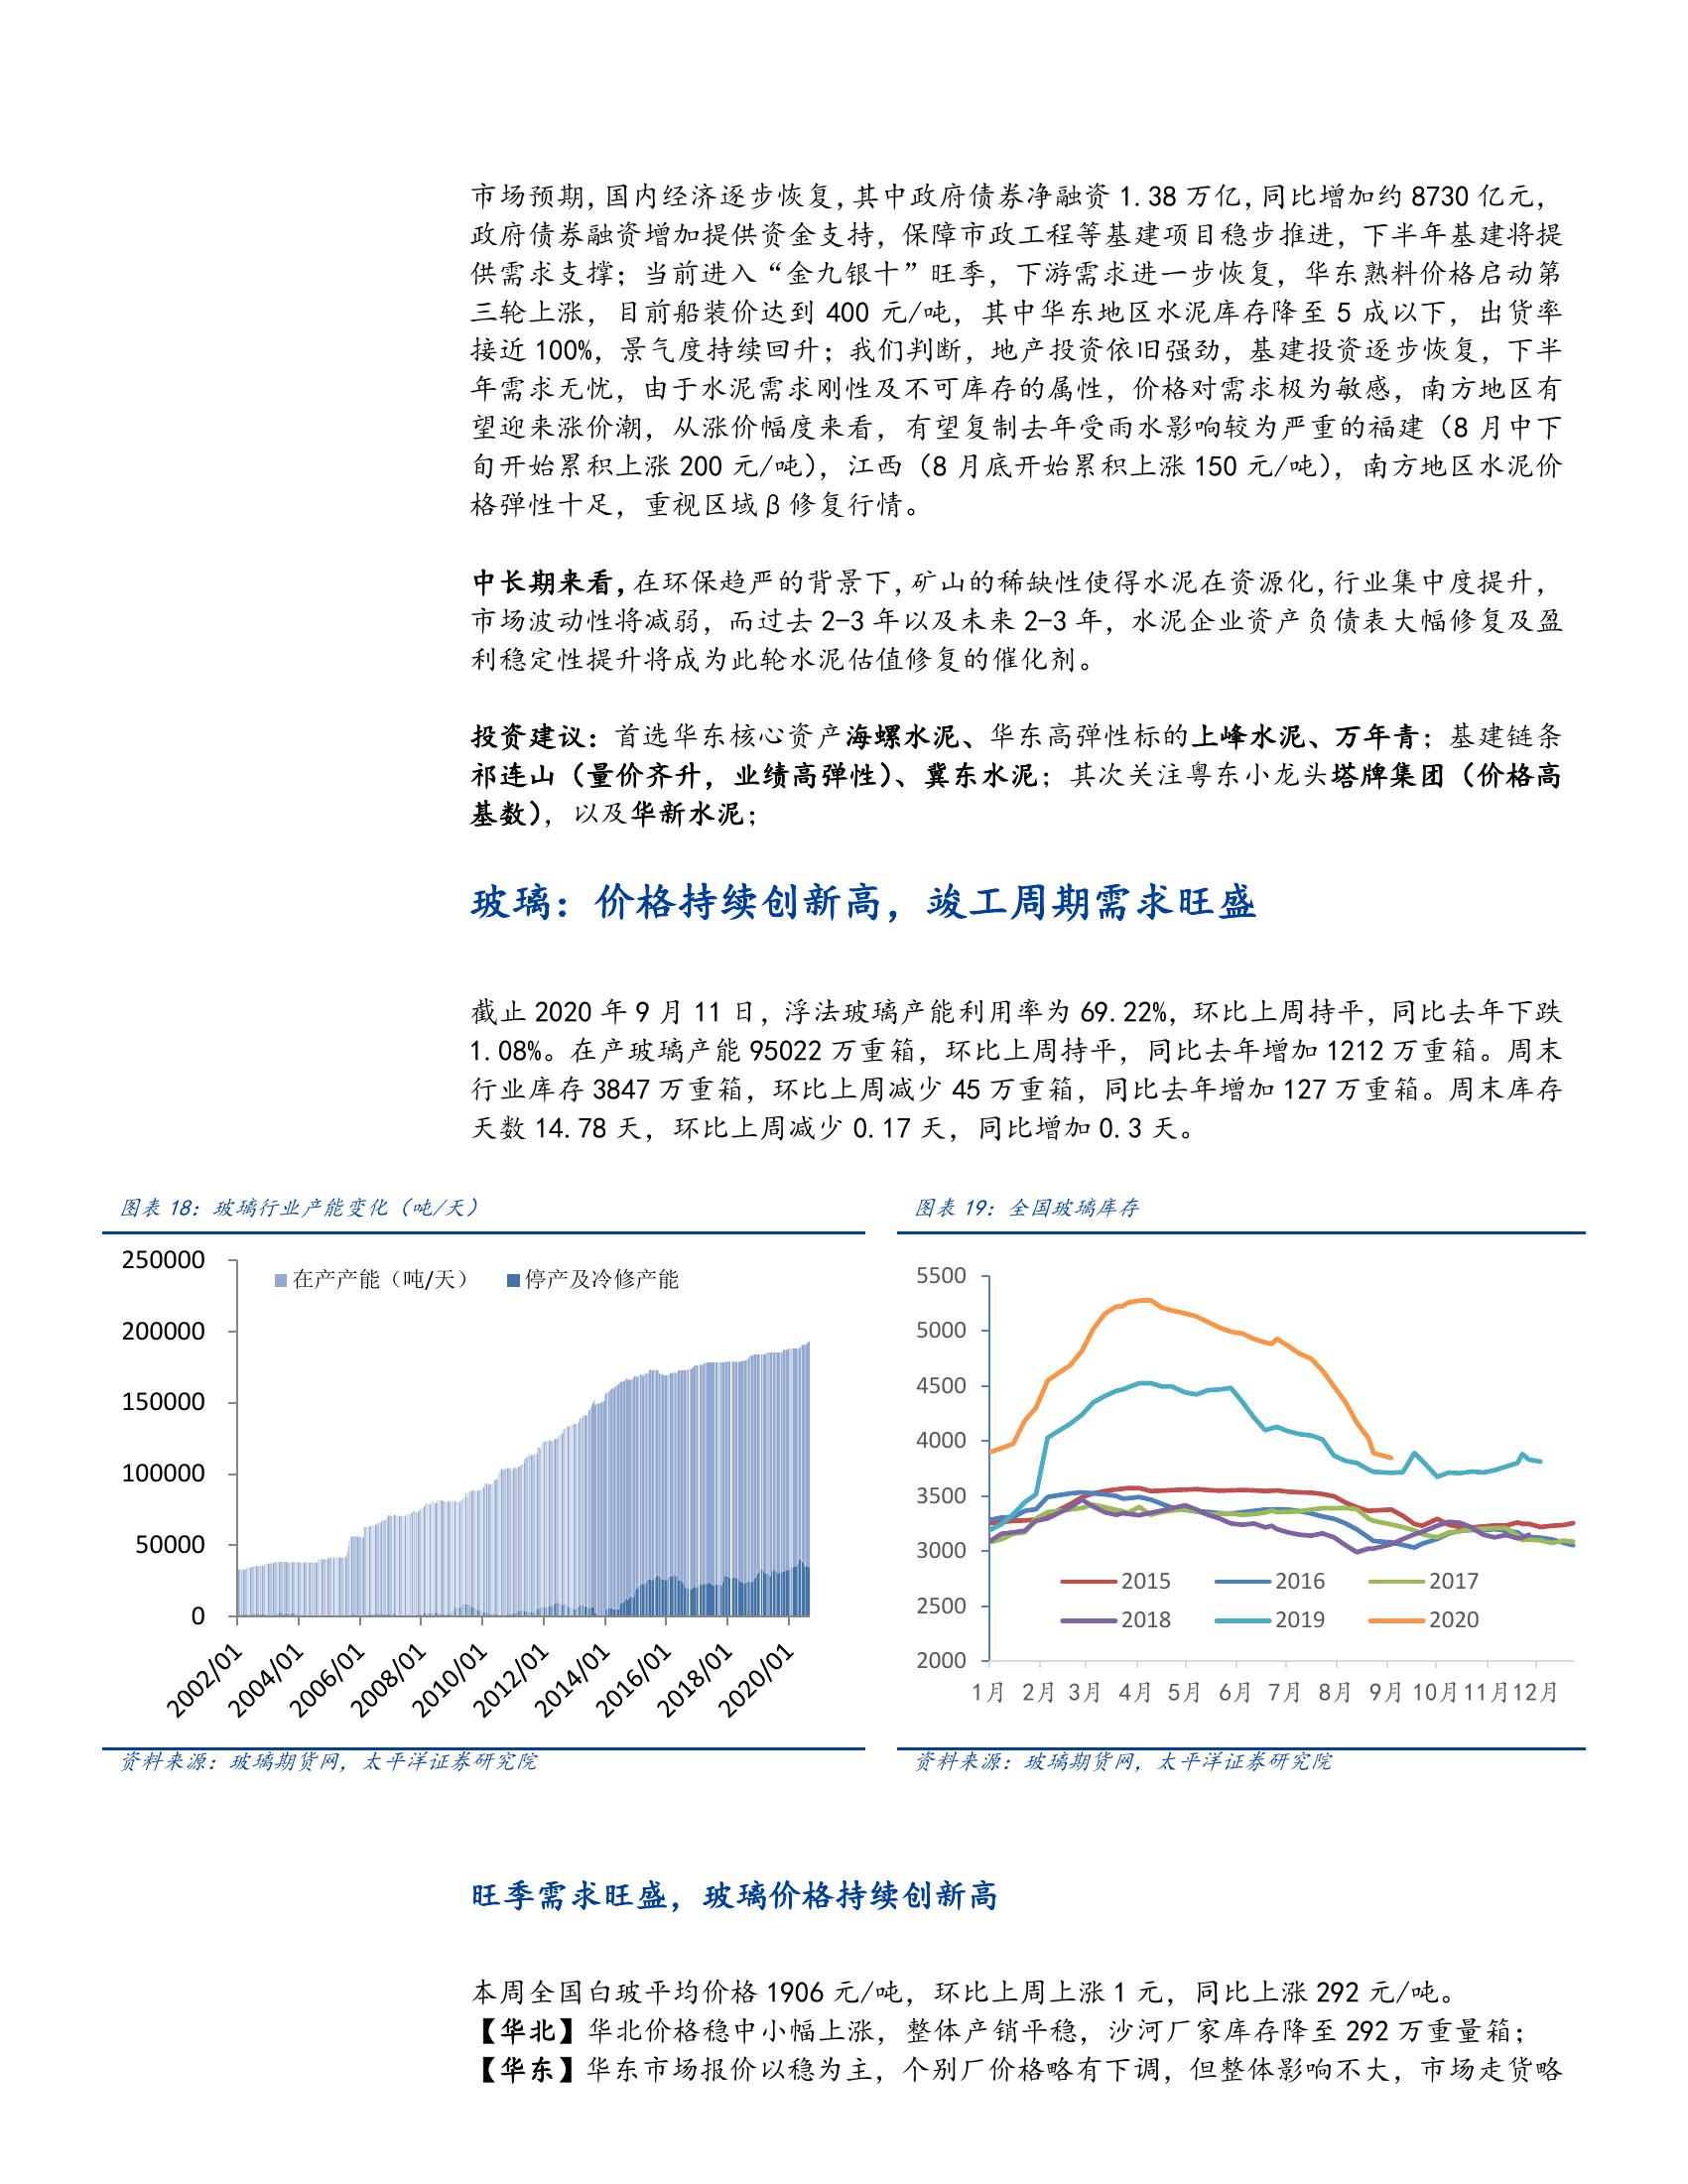 市场预期,国内经济逐步恢复,其中政府债券净融资 1.38 万亿,同比增加约 8730 亿元,
政府债券融资增加提供资金支持，保障市政工程等基建项目稳步推进，下半年基建将提
供需求支撑；当前进入“金九银十”旺季，下游需求进一步恢复，华东熟料价格启动第
三轮上涨，目前船装价达到 400 元/吨，其中华东地区水泥库存降至 5 成以下，出货率
接近 100%，景气度持续回升；我们判断，地产投资依旧强劲，基建投资逐步恢复，下半
年需求无忧，由于水泥需求刚性及不可库存的属性，价格对需求极为敏感，南方地区有
望迎来涨价潮，从涨价幅度来看，有望复制去年受雨水影响较为严重的福建（8 月中下
旬开始累积上涨 200 元/吨），江西（8 月底开始累积上涨 150 元/吨），南方地区水泥价
格弹性十足，重视区域β修复行情。
中长期来看,在环保趋严的背景下,矿山的稀缺性使得水泥在资源化,行业集中度提升，
市场波动性将减弱，而过去 2-3 年以及未来 2-3 年，水泥企业资产负债表大幅修复及盈
利稳定性提升将成为此轮水泥估值修复的催化剂。
投资建议：首选华东核心资产海螺水泥、华东高弹性标的上峰水泥、万年青；基建链条
祁连山（量价齐升，业绩高弹性）、冀东水泥；其次关注粤东小龙头塔牌集团（价格高
基数），以及华新水泥；
玻璃：价格持续创新高，竣工周期需求旺盛
截止 2020 年 9 月 11 日，浮法玻璃产能利用率为 69.22%，环比上周持平，同比去年下跌
1.08%。在产玻璃产能 95022 万重箱，环比上周持平，同比去年增加 1212 万重箱。周末
行业库存 3847 万重箱，环比上周减少 45 万重箱，同比去年增加 127 万重箱。周末库存
天数 14.78 天，环比上周减少 0.17 天，同比增加 0.3 天。
图表 18：玻璃行业产能变化（吨/天）
250000
200000
150000
100000
50000
0
在产产能（吨/天） 停产及冷修产能
2002/01 2004/01 2006/01 2008/01 2010/01 2012/01 2014/01 2016/01 2018/01 2020/01
资料来源：玻璃期货网，太平洋证券研究院
图表 19：全国玻璃库存
5500
5000
4500
4000
3500
3000
2500
2000
2015 2016 2017
2018 2019 2020
1月 2月 3月 4月 5月 6月 7月 8月 9月 10月 11月 12月
资料来源：玻璃期货网，太平洋证券研究院
旺季需求旺盛，玻璃价格持续创新高
本周全国白玻平均价格 1906 元/吨，环比上周上涨 1 元，同比上涨 292 元/吨。
【华北】华北价格稳中小幅上涨，整体产销平稳，沙河厂家库存降至 292 万重量箱；
【华东】华东市场报价以稳为主，个别厂价格略有下调，但整体影响不大，市场走货略